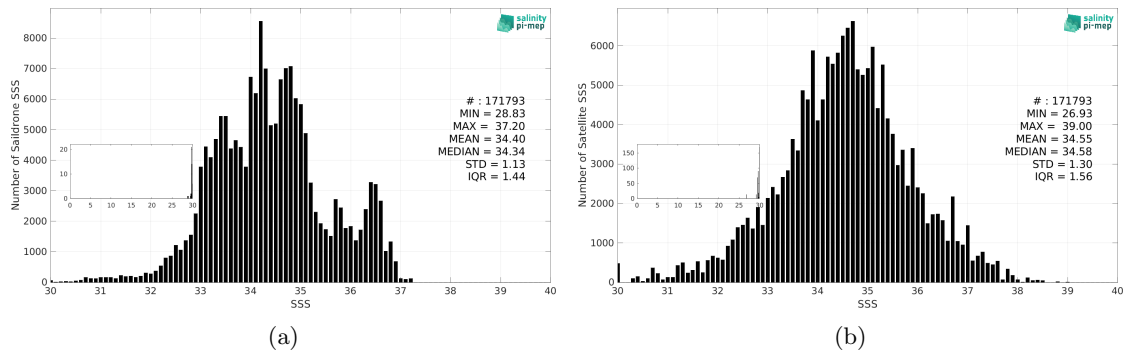 salinity
pi-mep
Number of Saildrone SSS
8000
7000
6000
5000
4000
3000
2000
1000
0
# : 171793
MIN = 28.83
MAX = 37.20
MEAN = 34.40
MEDIAN = 34.34
STD = 1.13
IQR = 1.44
20
10
0
5 10 15 20 25 30
30 31 32 33 34 35 36 37 38 39 40
SSS
(a)
salinity
pi-mep
Number of Satellite SSS
6000
5000
4000
3000
2000
1000
0
# : 171793
MIN = 26.93
MAX = 39.00
MEAN = 34.55
MEDIAN = 34.58
STD = 1.30
IQR = 1.56
150
100
50
0
0 5 10 15 20 25 30
30 31 32 33 34 35 36 37 38 39 40
SSS
(b)